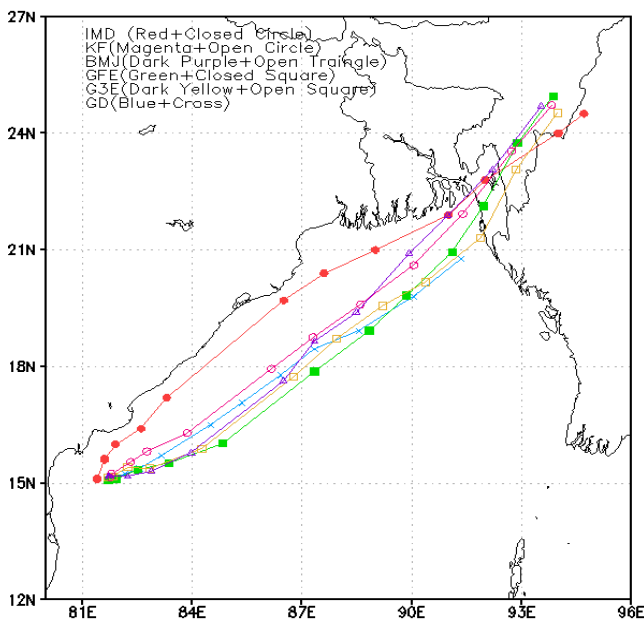 27N
IMD (Red+Closed Circle)
KF(Magenta+Open Circle)
BMJ(Dark Purple+Open Traingle)
GFE(Green+Closed Square)
G3E(Dark Yellow+Open Square)
GD(Blue+Cross)
24N
21N
18N
15N
12N
81E 84E 87E 90E 93E 96E